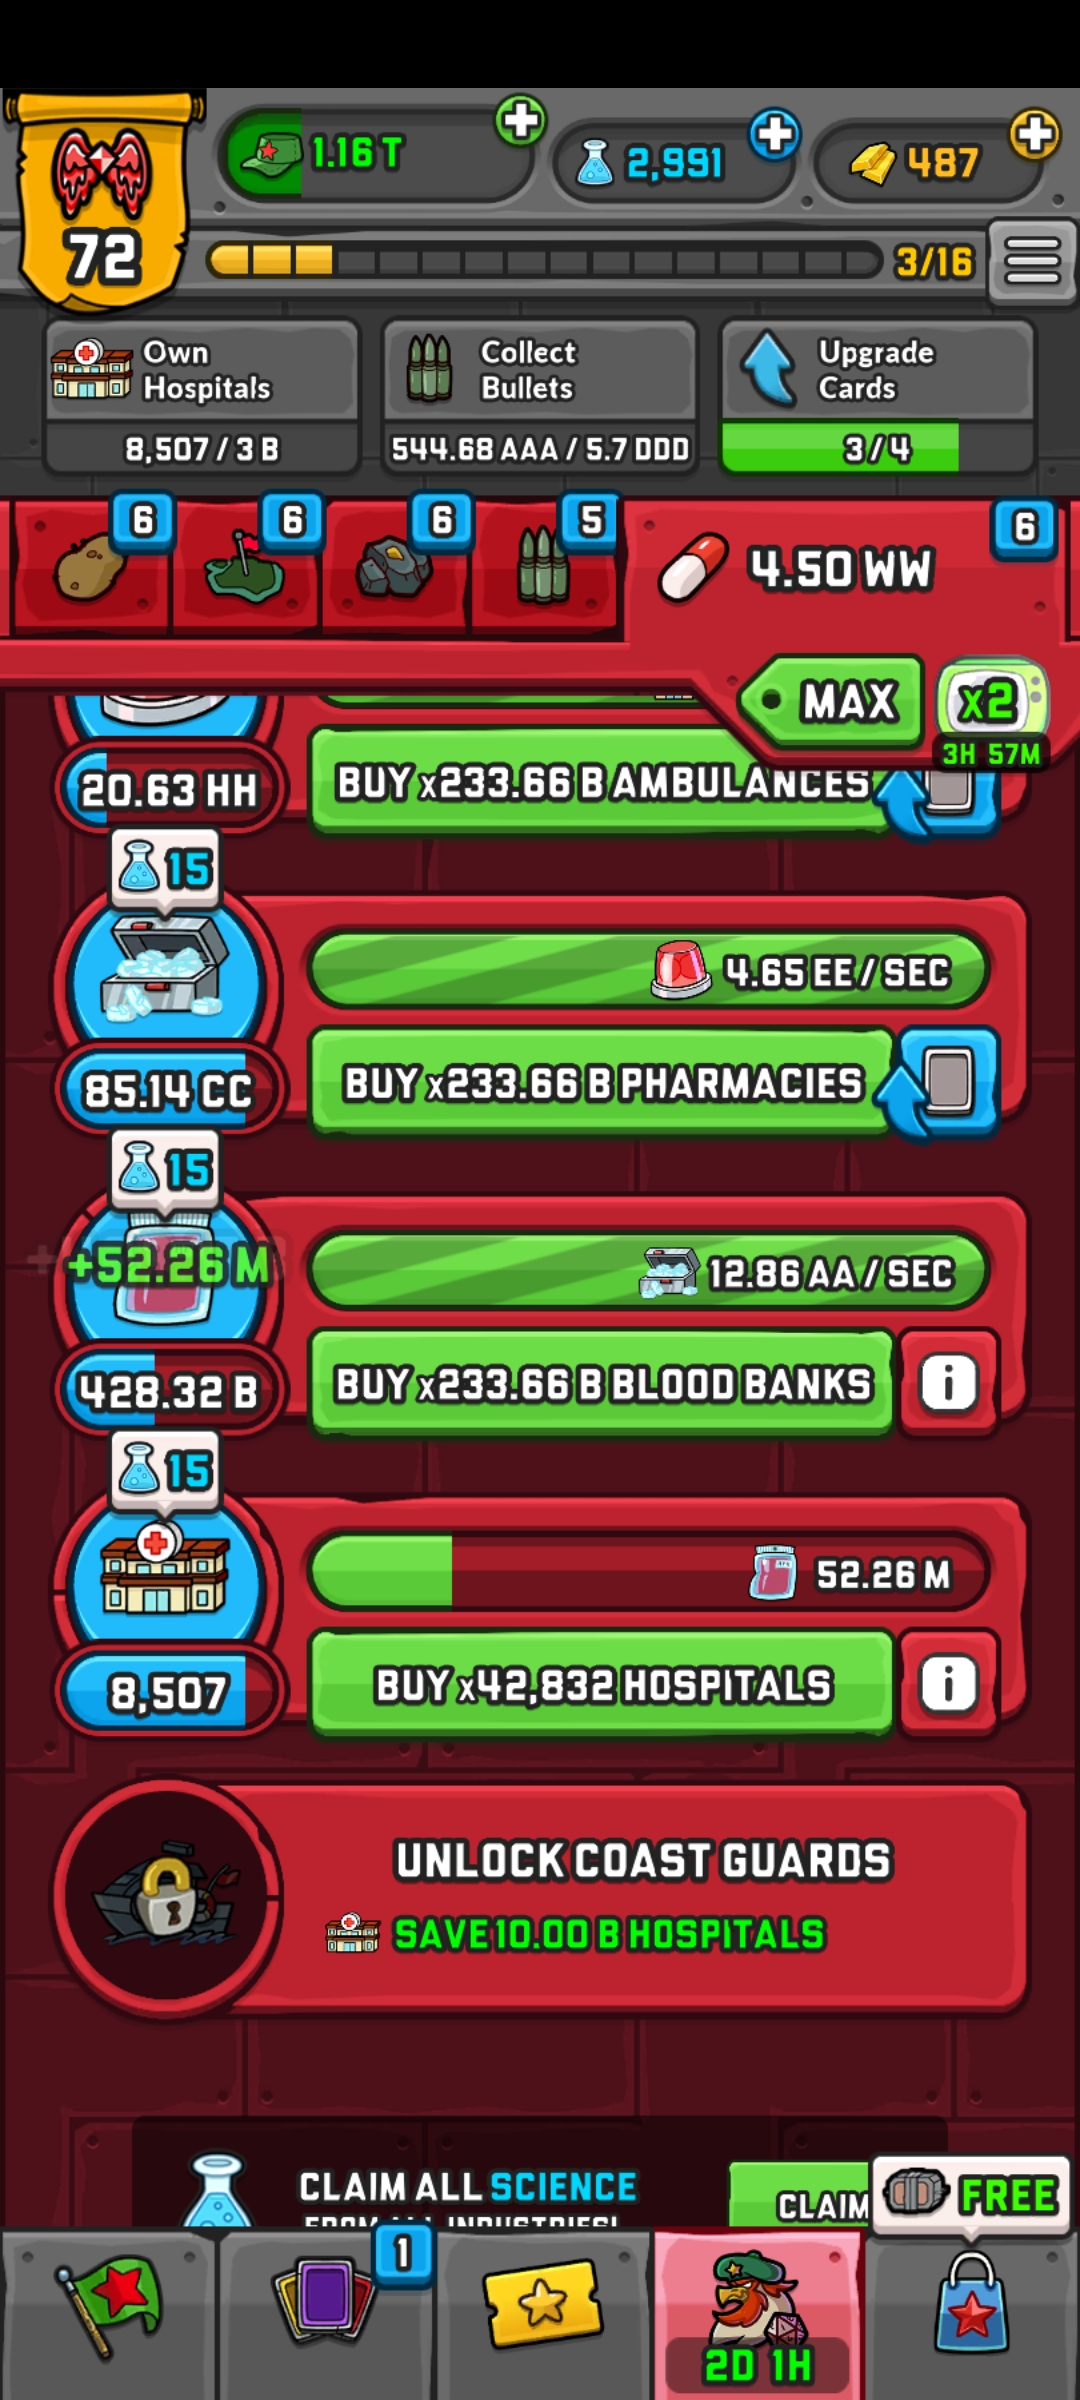 1.16 T
2,991
487
72
3/16
Own
Hospitals
8,507 / 3 B
Collect
Bullets
544.68 AAA / 5.7 DDD
Upgrade
Cards
3 / 4
6
6
6
5
4.50 WW
6
MAX
x2
3H 57M
20.63 HH
BUY x233.66 B AMBULANCES
15
4.65 EE / SEC
85.14 CC
BUY x233.66 B PHARMACIES
15
+52.26 M
12.86 AA / SEC
428.32 B
BUY x233.66 B BLOOD BANKS
i
15
52.26 M
8,507
BUY x42,832 HOSPITALS
i
UNLOCK COAST GUARDS
SAVE 10.00 B HOSPITALS
CLAIM ALL SCIENCE
FROM ALL INDUSTRIES!
CLAIM
FREE
1
2D 1H